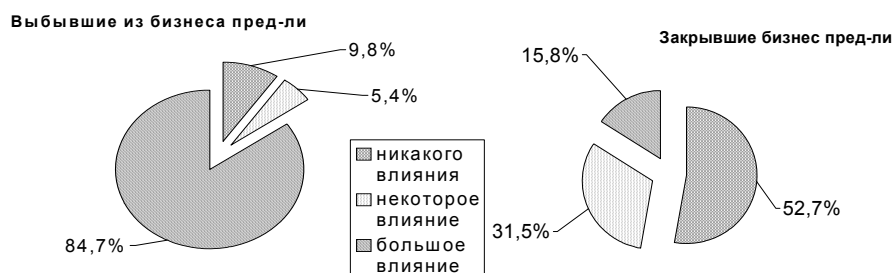 Выбывшие из бизнеса пред-ли
9,8%
5,4%
84,7%
никакого
влияния
некоторое
влияние
большое
влияние
Закрывшие бизнес пред-ли
15,8%
31,5%
52,7%